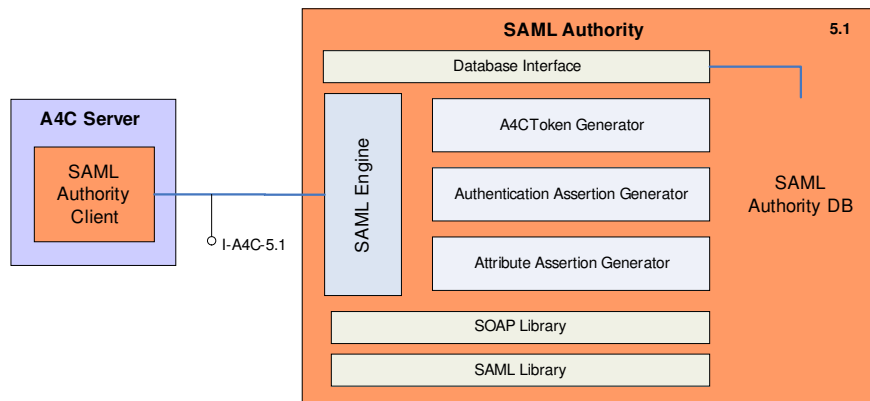 SAML Authority
5.1
Database Interface
A4C Server
SAML
Authority
Client
I-A4C-5.1
SAML Engine
A4CToken Generator
Authentication Assertion Generator
Attribute Assertion Generator
SAML
Authority DB
SOAP Library
SAML Library